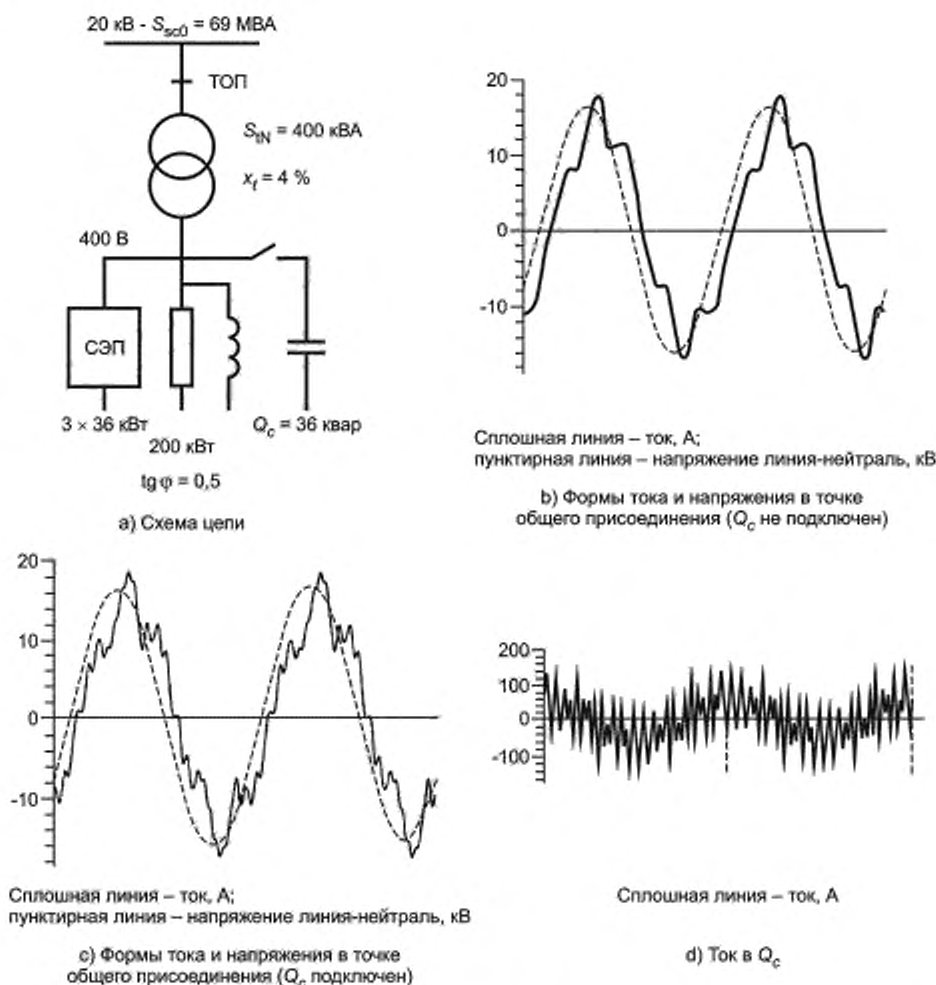 20 кВ - Ssc0 = 69 МВА
ТОП
StN = 400 кВА
xt = 4 %
400 В
СЭП
3 × 36 кВт
200 кВт
Qc = 36 квар
tg φ = 0,5
a) Схема цепи
20
10
0
-10
Сплошная линия – ток, А;
пунктирная линия – напряжение линия-нейтраль, кВ
b) Формы тока и напряжения в точке
общего присоединения (Qc не подключен)
20
10
0
-10
Сплошная линия – ток, А;
пунктирная линия – напряжение линия-нейтраль, кВ
c) Формы тока и напряжения в точке
общего присоединения (Qc подключен)
200
100
0
-100
Сплошная линия – ток, А
d) Ток в Qc